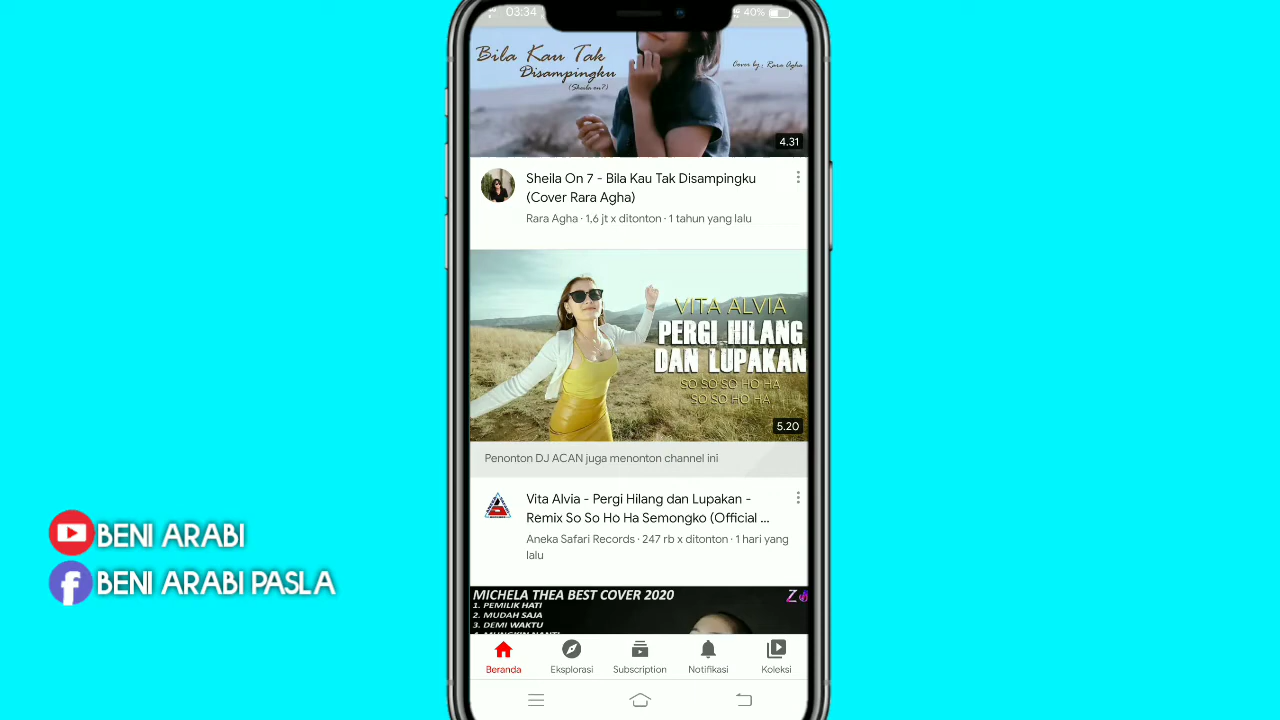 03:34
40%
Bila Kau Tak
Disampingku
(Sheila on7)
Cover by: Rara Agha
4.31
Sheila On 7 - Bila Kau Tak Disampingku
(Cover Rara Agha)
Rara Agha · 1,6 jt x ditonton · 1 tahun yang lalu
VITA ALVIA
PERGI HILANG
DAN LUPAKAN
SO SO SO HO HA
SO SO HO HA
5.20
Penonton DJ ACAN juga menonton channel ini
Vita Alvia - Pergi Hilang dan Lupakan -
Remix So So Ho Ha Semongko (Official ...
Aneka Safari Records · 247 rb x ditonton · 1 hari yang
lalu
MICHELA THEA BEST COVER 2020
1. PEMILIK HATI
2. MUDAH SAJA
3. DEMI WAKTU
BENI ARABI
BENI ARABI PASLA
Beranda
Eksplorasi
Subscription
Notifikasi
Koleksi